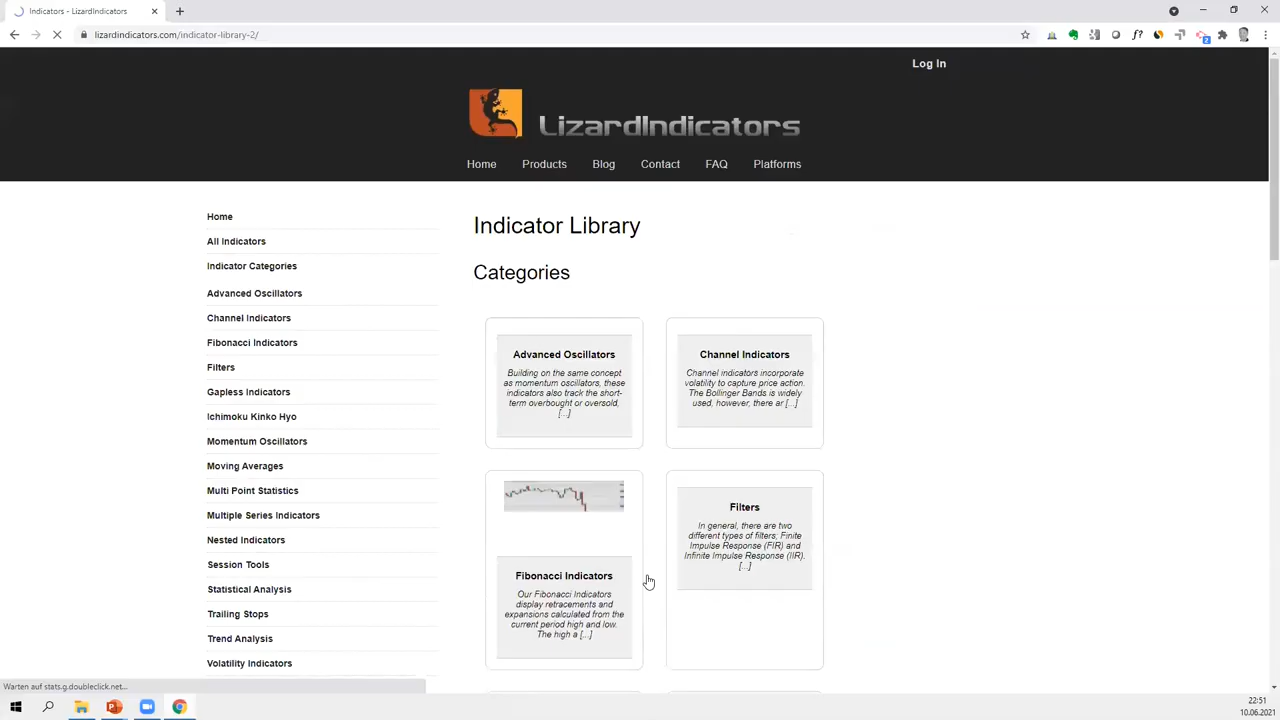 Indicators - LizardIndicators
lizardindicators.com/indicator-library-2/
Log In
LizardIndicators
Home Products Blog Contact FAQ Platforms
Home
All Indicators
Indicator Categories
Advanced Oscillators
Channel Indicators
Fibonacci Indicators
Filters
Gapless Indicators
Ichimoku Kinko Hyo
Momentum Oscillators
Moving Averages
Multi Point Statistics
Multiple Series Indicators
Nested Indicators
Session Tools
Statistical Analysis
Trailing Stops
Trend Analysis
Volatility Indicators
Indicator Library
Categories
Advanced Oscillators
Building on the same concept
as momentum oscillators, these
indicators also track the short-
term overbought or oversold,
[...]
Channel Indicators
Channel indicators incorporate
volatility to capture price action.
The Bollinger Bands is widely
used, however, there ar [...]
Fibonacci Indicators
Our Fibonacci Indicators
display retracements and
expansions calculated from the
current period high and low.
The high a [...]
Filters
In general, there are two
different types of filters; Finite
Impulse Response (FIR) and
Infinite Impulse Response (IIR).
[...]
Warten auf stats.g.doubleclick.net...
22:51
10.06.2021